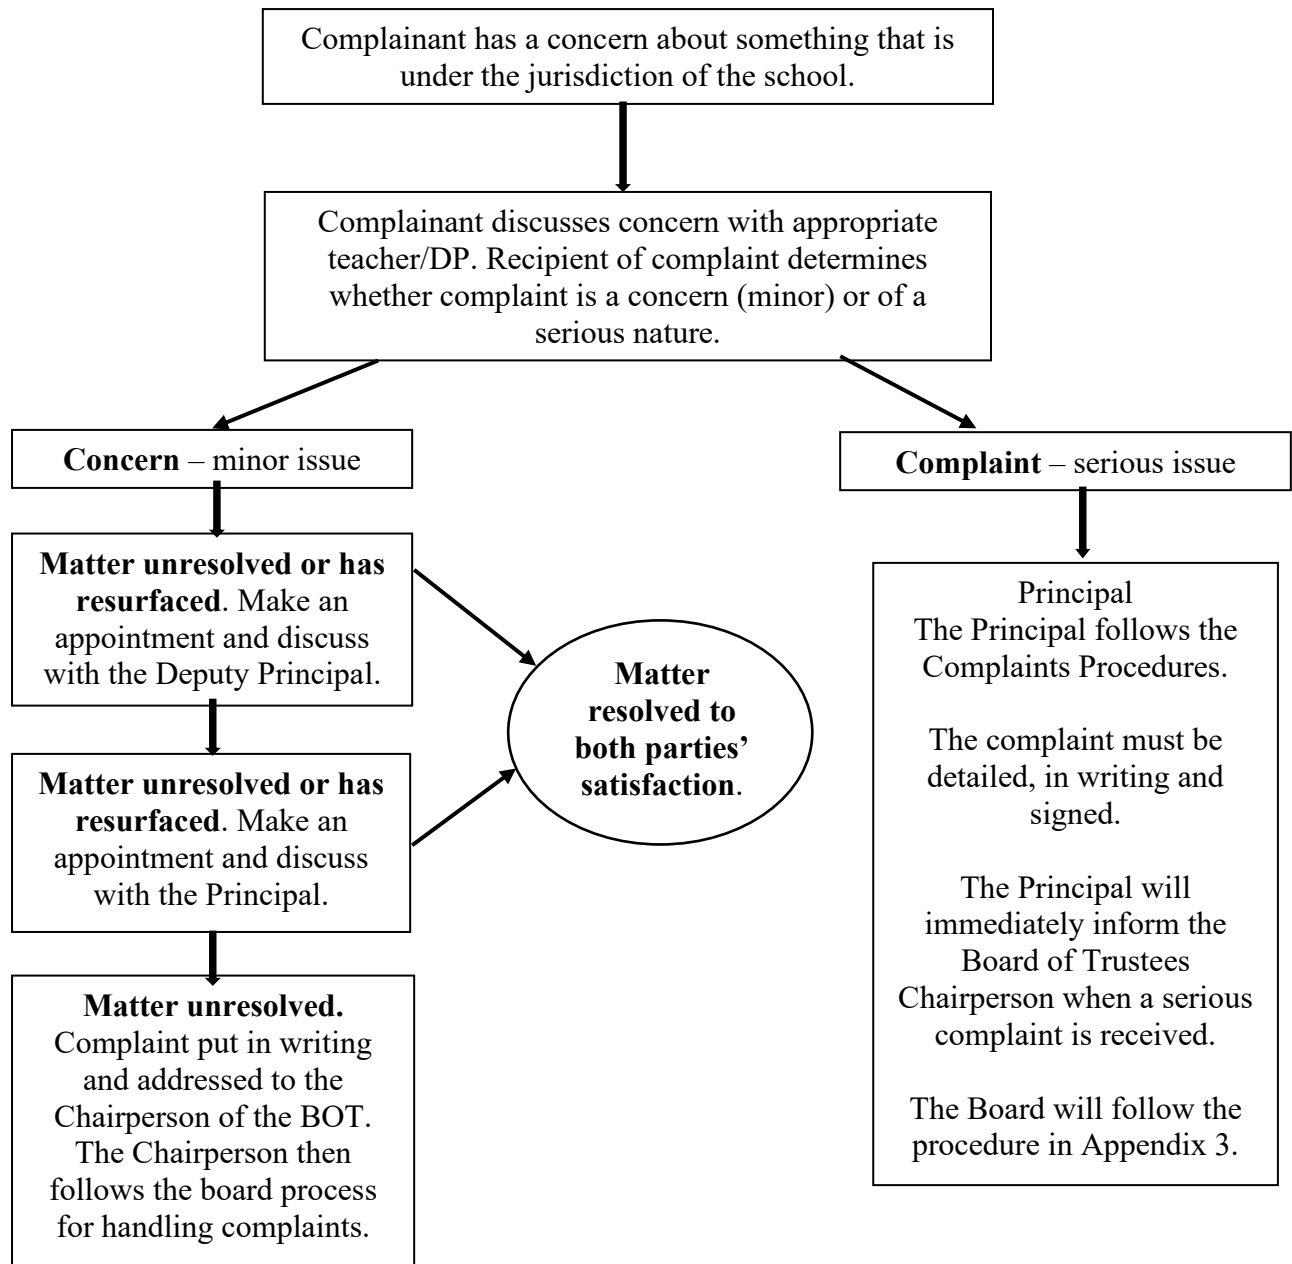 Complainant has a concern about something that is
under the jurisdiction of the school.
Complainant discusses concern with appropriate
teacher/DP. Recipient of complaint determines
whether complaint is a concern (minor) or of a
serious nature.
Concern – minor issue
Matter unresolved or has
resurfaced. Make an
appointment and discuss
with the Deputy Principal.
Matter unresolved or has
resurfaced. Make an
appointment and discuss
with the Principal.
Matter unresolved.
Complaint put in writing
and addressed to the
Chairperson of the BOT.
The Chairperson then
follows the board process
for handling complaints.
Matter
resolved to
both parties’
satisfaction.
Complaint – serious issue
Principal
The Principal follows the
Complaints Procedures.
The complaint must be
detailed, in writing and
signed.
The Principal will
immediately inform the
Board of Trustees
Chairperson when a serious
complaint is received.
The Board will follow the
procedure in Appendix 3.